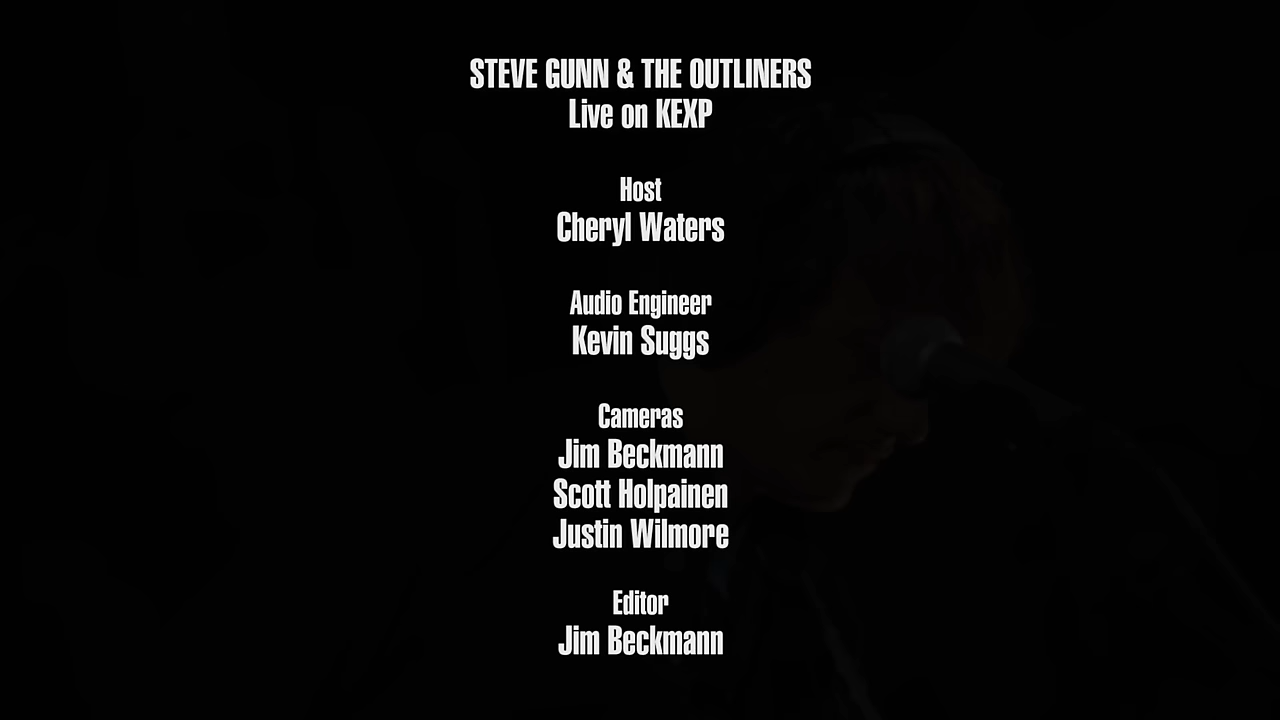 STEVE GUNN & THE OUTLINERS
Live on KEXP
Host
Cheryl Waters
Audio Engineer
Kevin Suggs
Cameras
Jim Beckmann
Scott Holpainen
Justin Wilmore
Editor
Jim Beckmann